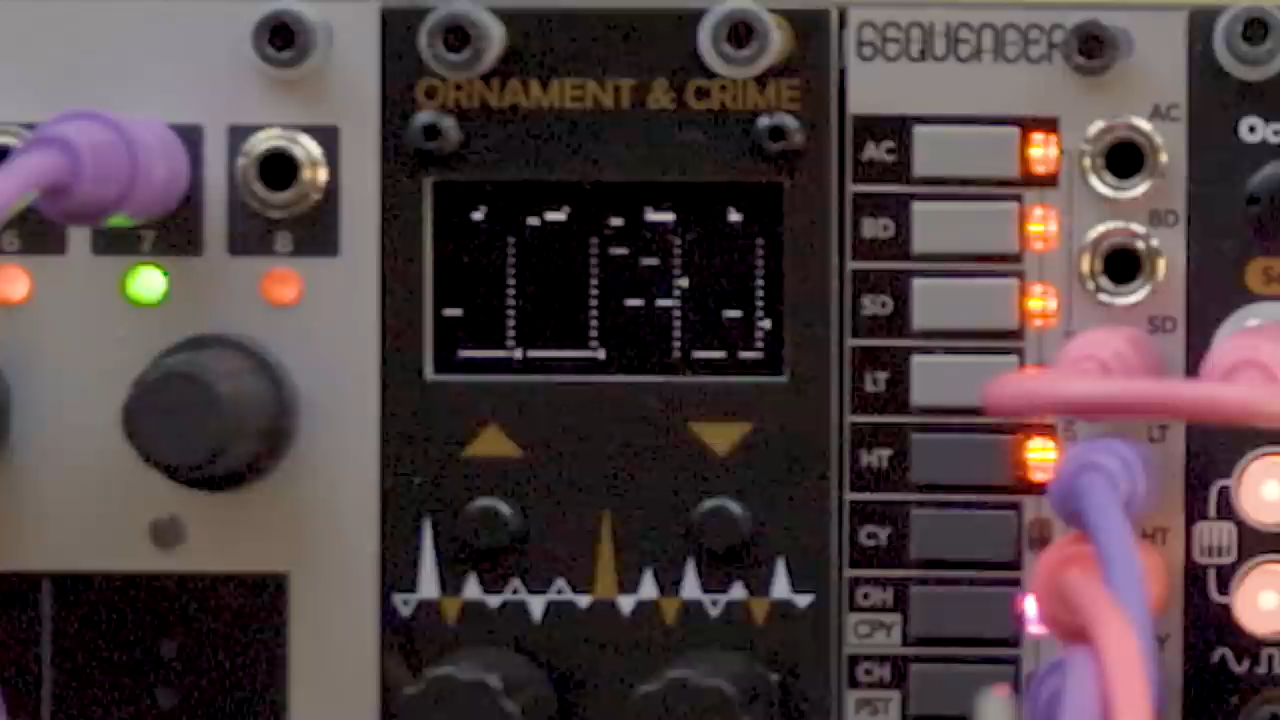 ORNAMENT & CRIME
SEQUENCER
AC
AC
BD
BD
SD
SD
LT
LT
HT
HT
CY
OH
CPY
CH
PST
6
7
8